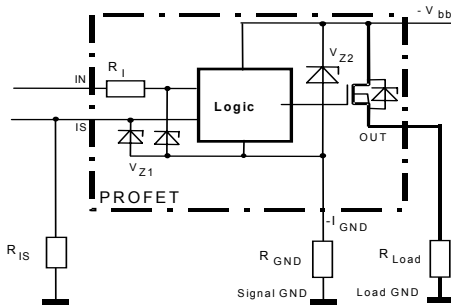 - V bb
R I
IN
V Z2
IS
Logic
OUT
V Z1
PROFET
-I GND
R IS
R GND
R Load
Signal GND
Load GND